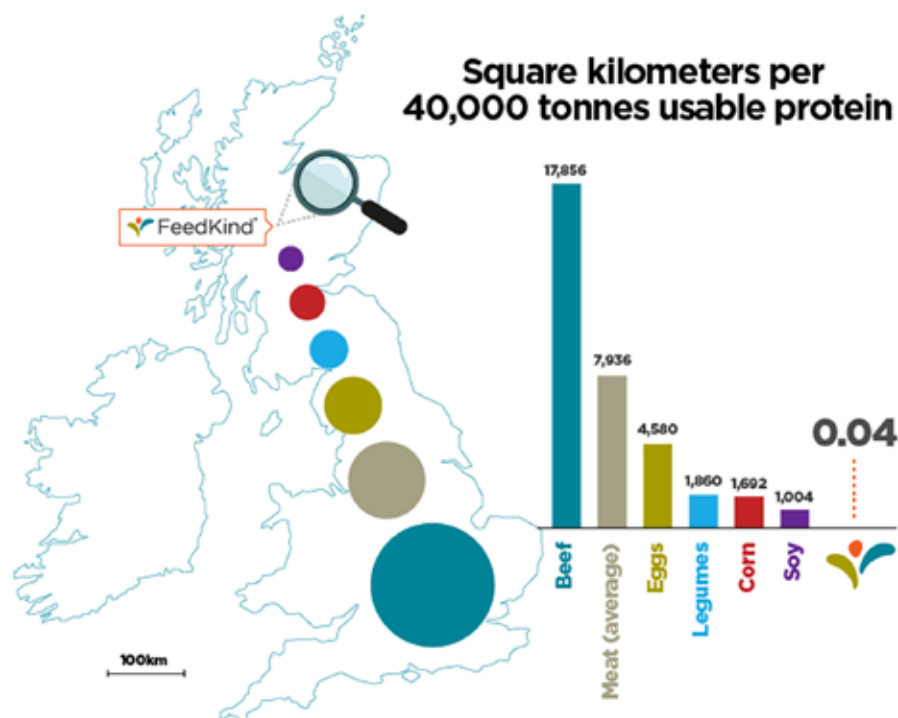 Square kilometers per
40,000 tonnes usable protein
FeedKind®
17,856
7,936
4,580
1,860
1,692
1,004
0.04
Beef
Meat (average)
Eggs
Legumes
Corn
Soy
100km